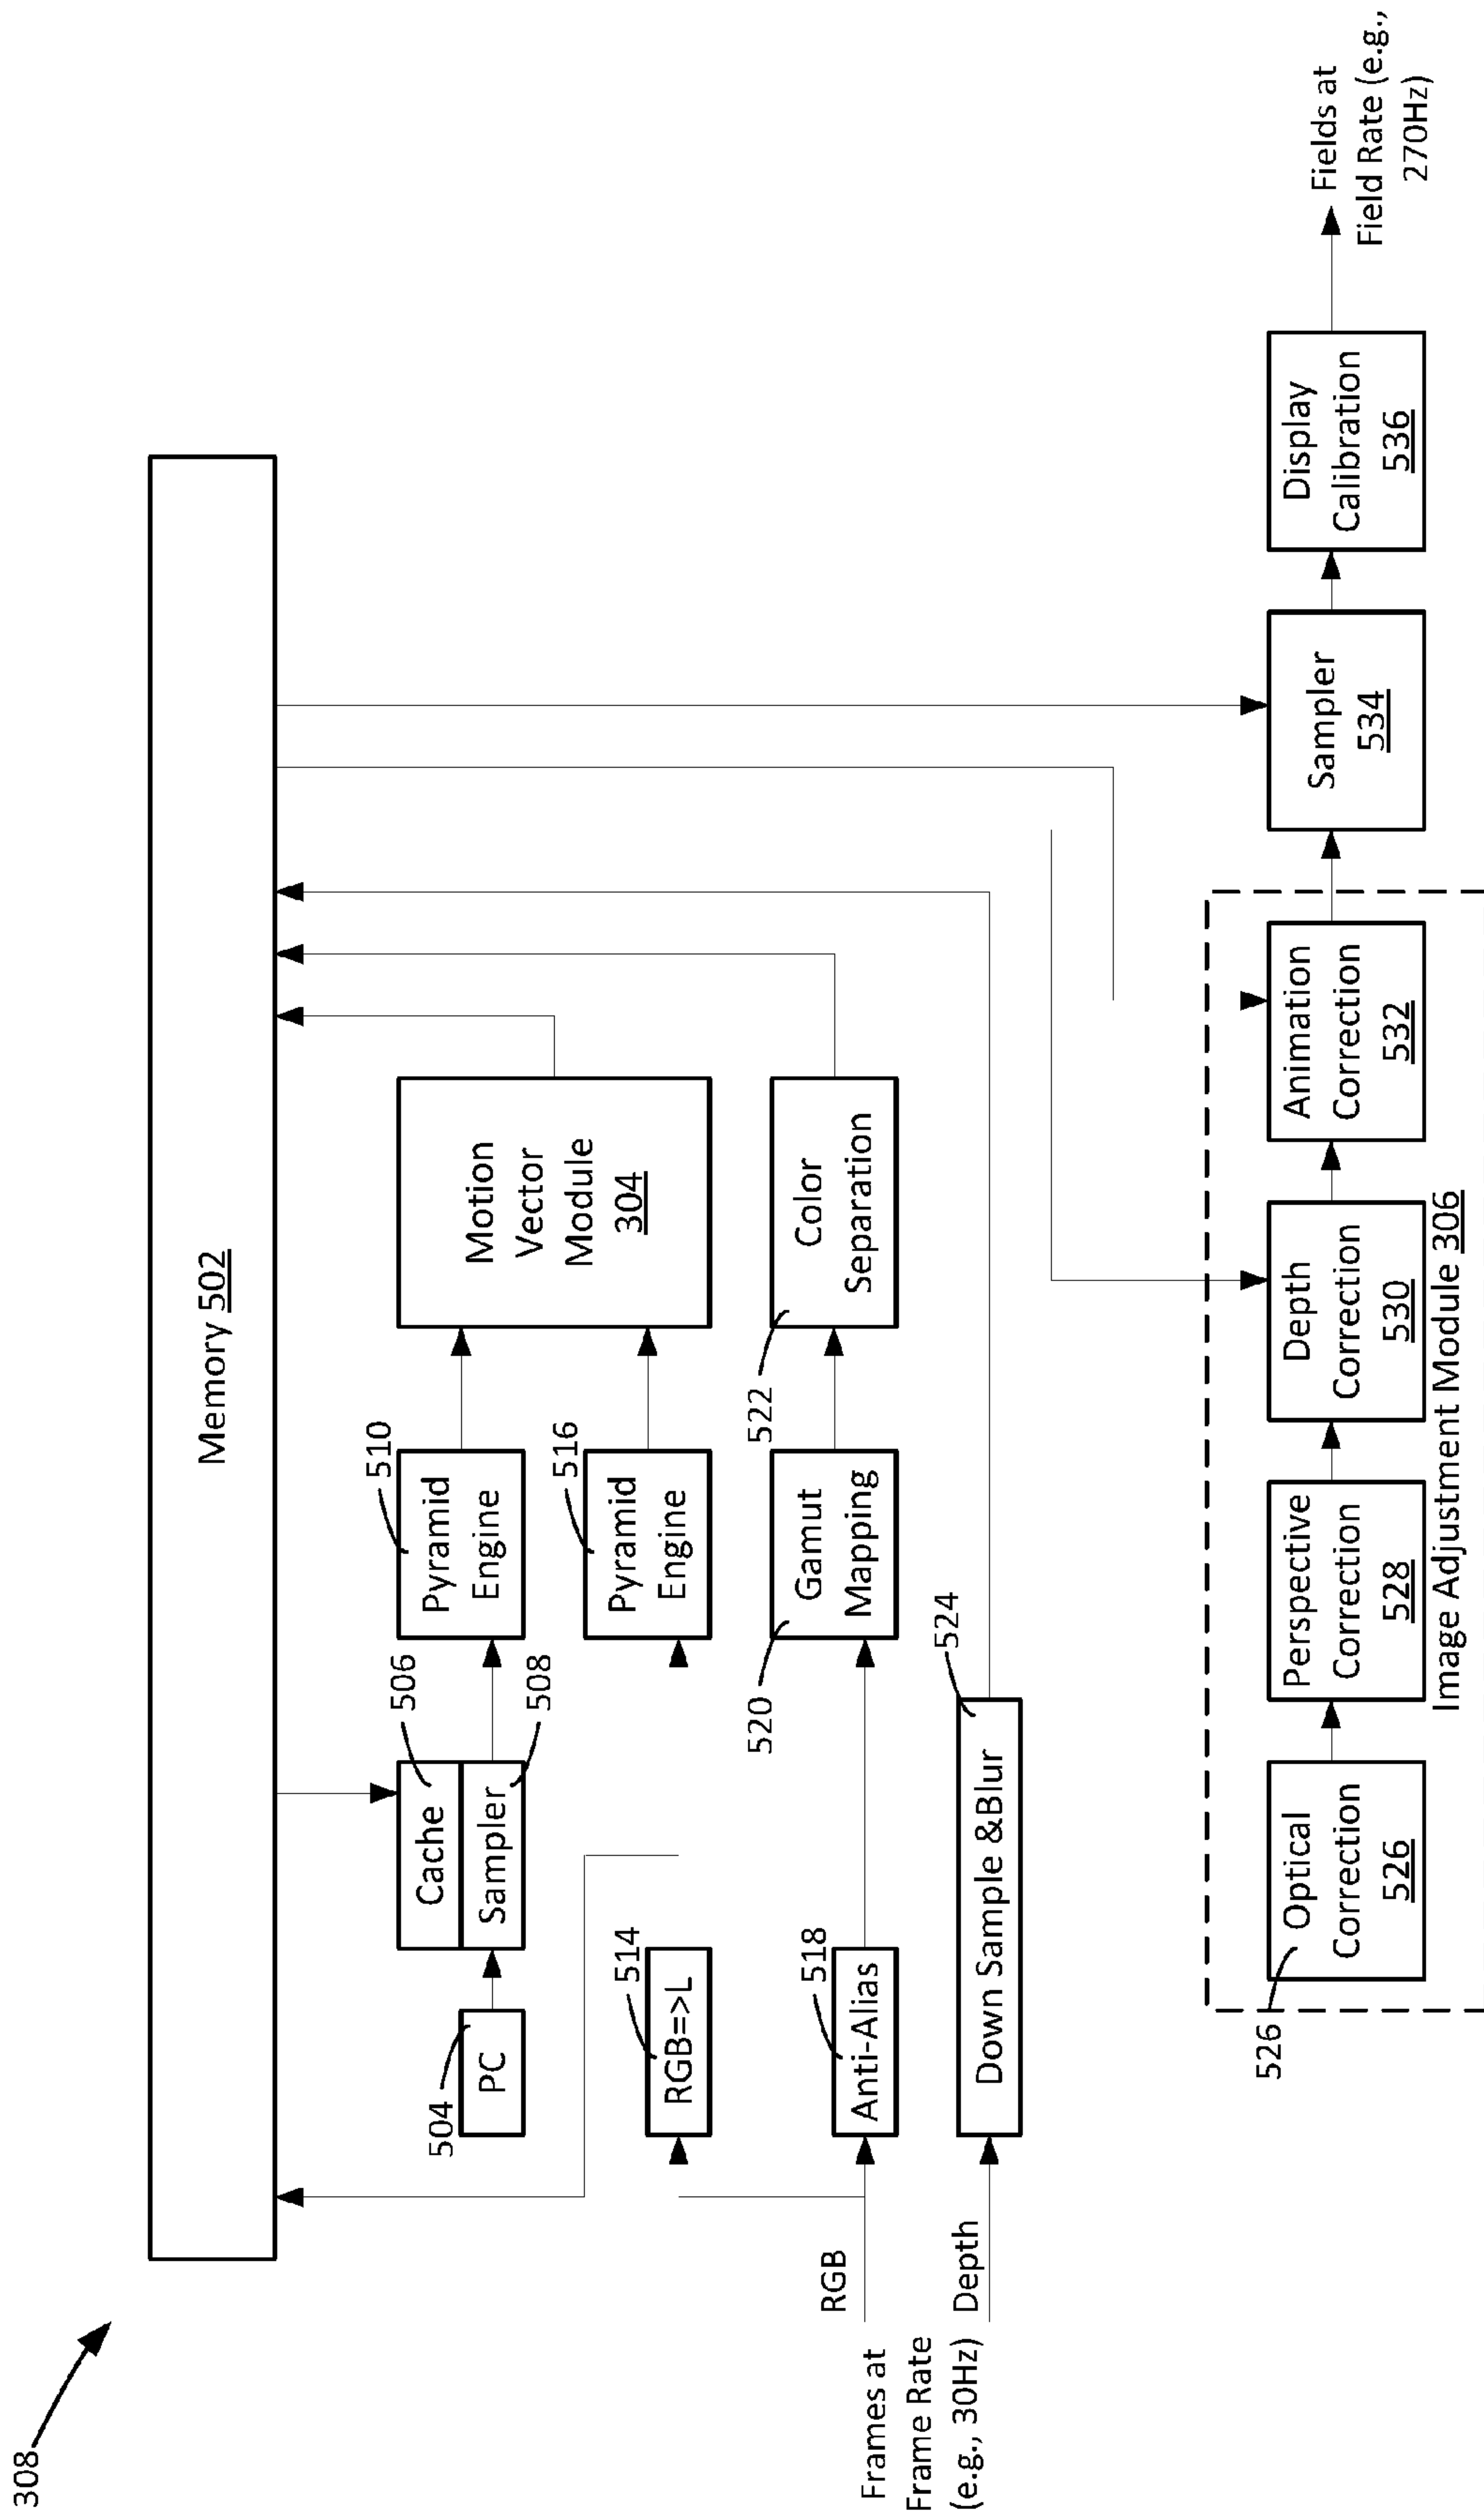 308
Memory 502
504
PC
Cache
Sampler
506
508
510
Pyramid
Engine
516
Pyramid
Engine
Motion
Vector
Module
304
514
RGB=>L
518
Anti-Alias
520
Gamut
Mapping
522
Color
Separation
524
Down Sample &Blur
RGB
Frames at
Frame Rate
(e.g., 30Hz)
Depth
526
Optical
Correction
526
Perspective
Correction
528
Depth
Correction
530
Animation
Correction
532
Image Adjustment Module 306
Sampler
534
Display
Calibration
536
Fields at
Field Rate (e.g.,
270Hz)